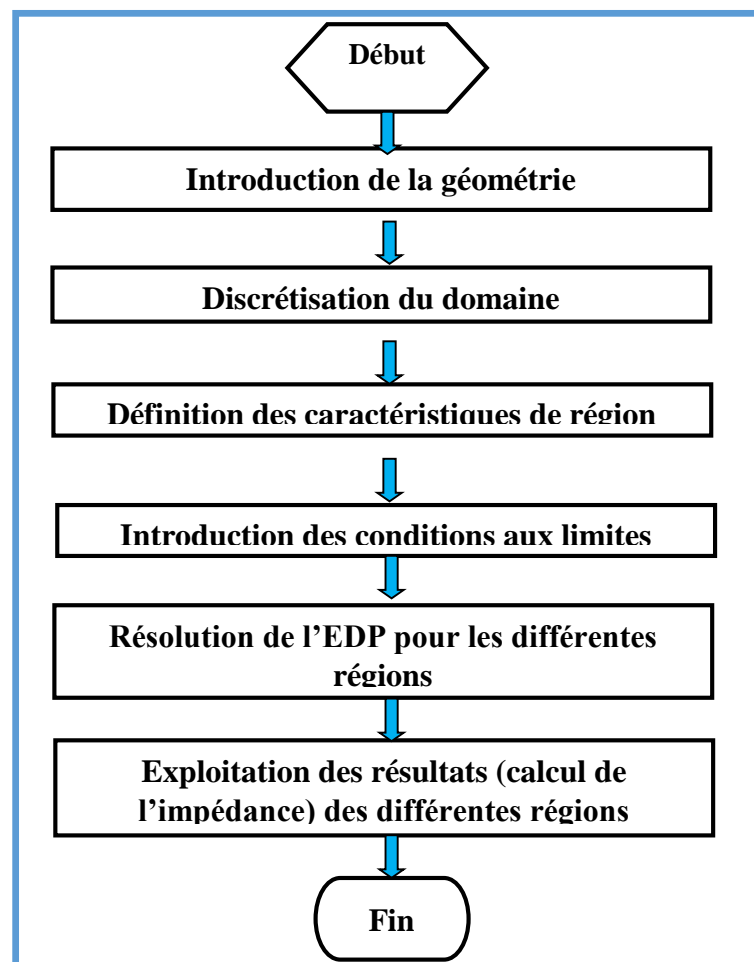 Début
Introduction de la géométrie
Discrétisation du domaine
Définition des caractéristiques de région
Introduction des conditions aux limites
Résolution de l’EDP pour les différentes
régions
Exploitation des résultats (calcul de
l’impédance) des différentes régions
Fin